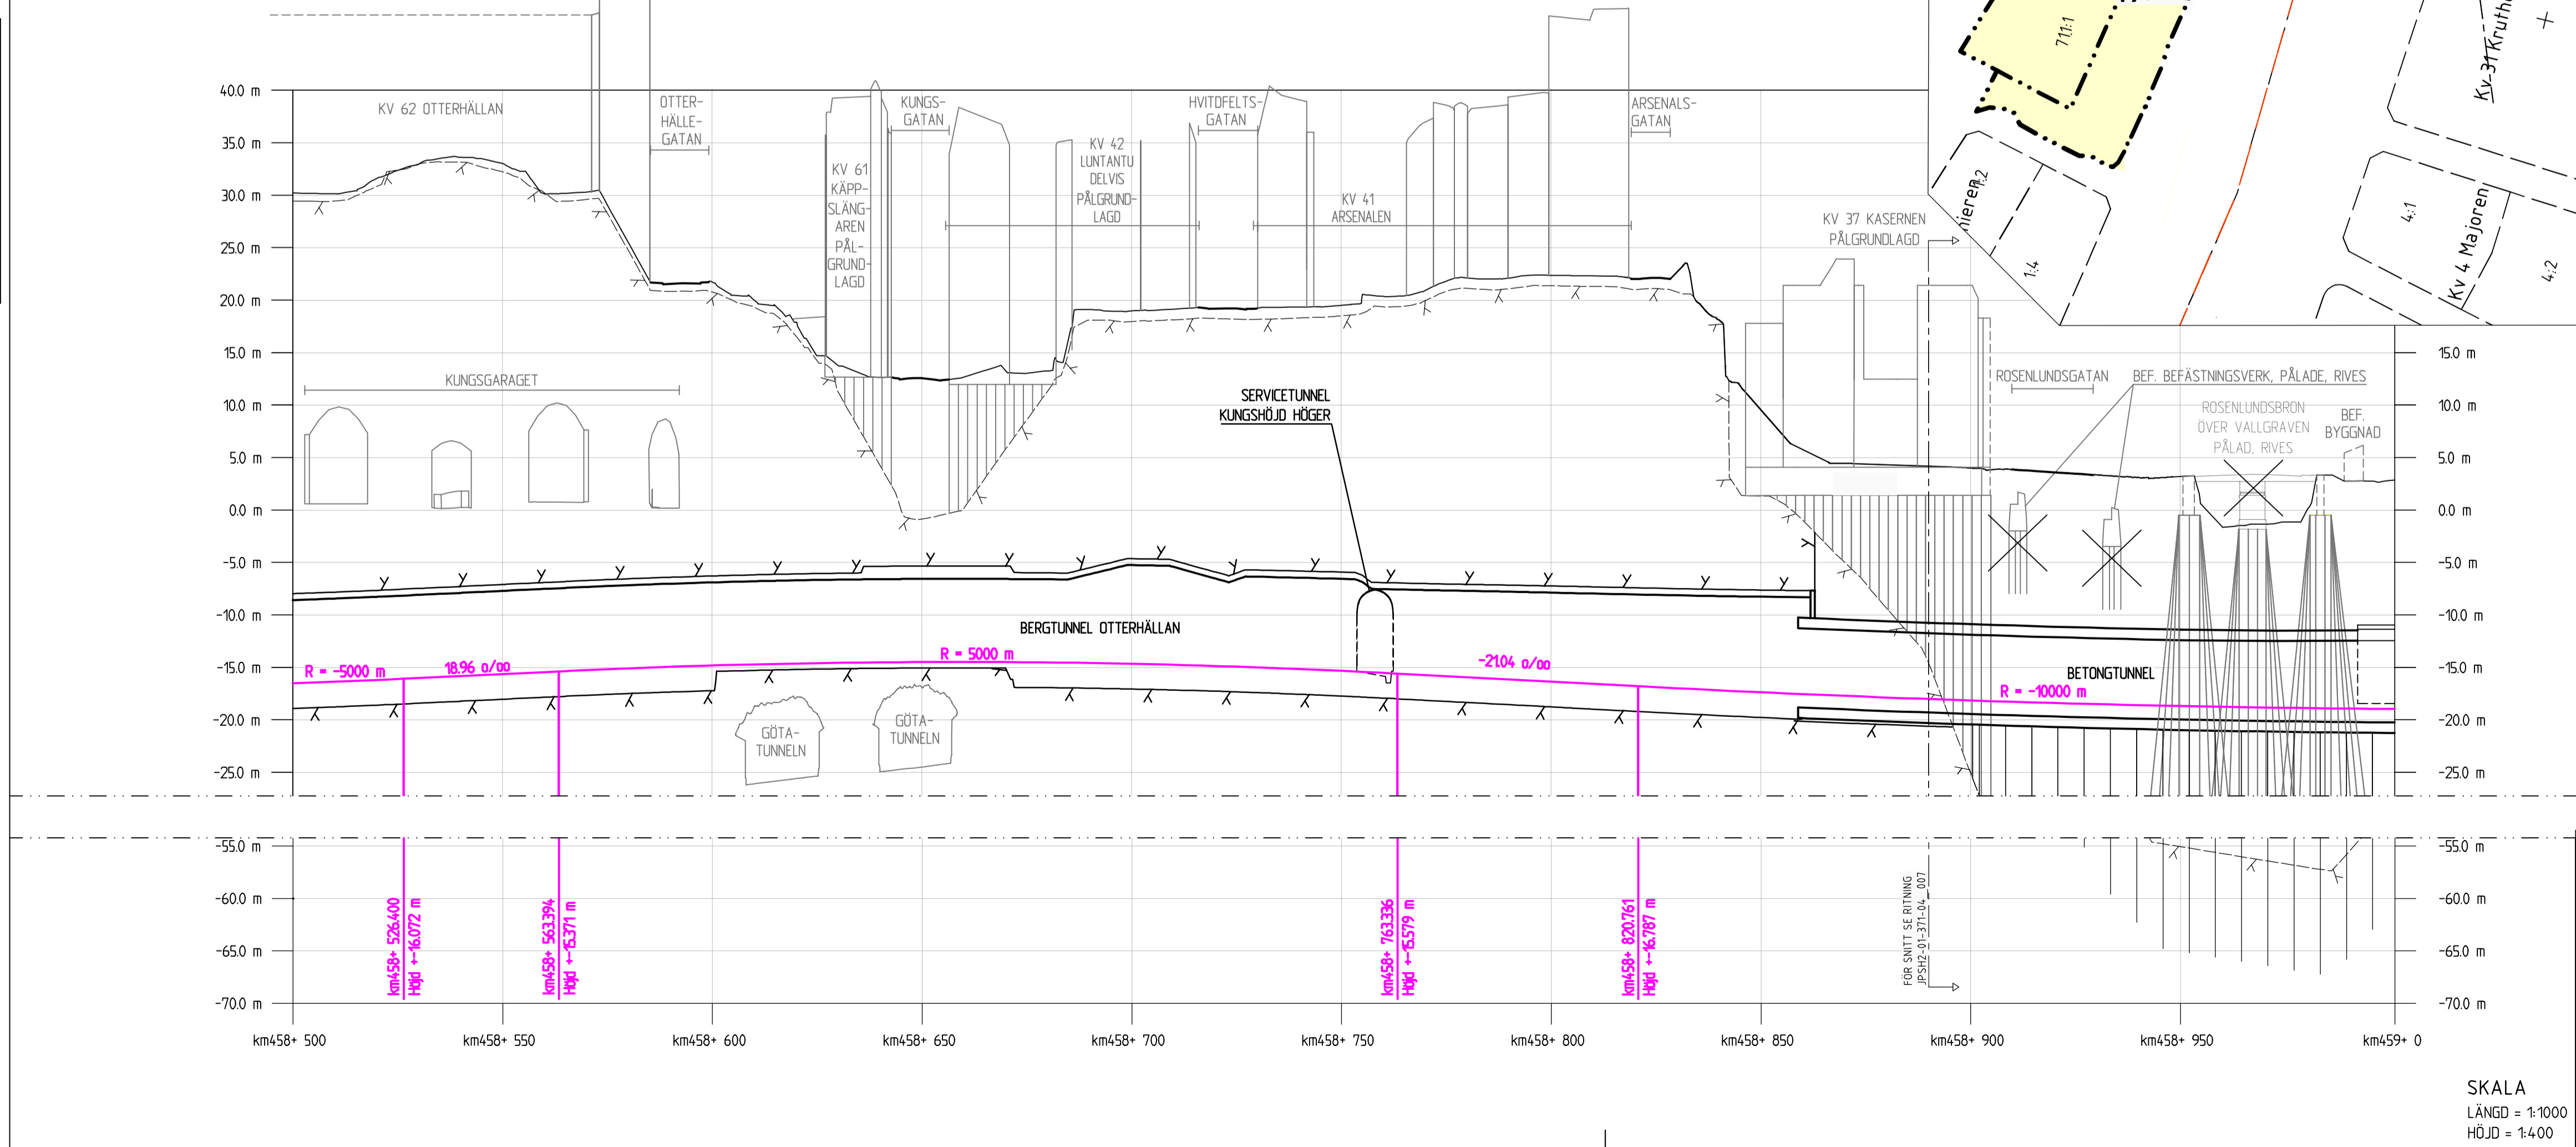 40.0 m
35.0 m
30.0 m
25.0 m
20.0 m
15.0 m
10.0 m
5.0 m
0.0 m
-5.0 m
-10.0 m
-15.0 m
-20.0 m
-25.0 m
-55.0 m
-60.0 m
-65.0 m
-70.0 m
KV 62 OTTERHÄLLAN
OTTER-
HÄLLE-
GATAN
KV 61
KÄPP-
SLÄNG-
AREN
PÅL-
GRUND-
LAGD
KUNGS-
GATAN
KV 42
LUNTANTU
DELVIS
PÅLGRUND-
LAGD
HVITDFELTS-
GATAN
KV 41
ARSENALEN
ARSENALS-
GATAN
KV 37 KASERNEN
PÅLGRUNDLAGD
71:1:1
1:2
1:4
Kv 4 Majoren
4:1
4:2
KUNGSGARAGET
SERVICETUNNEL
KUNGSHÖJD HÖGER
ROSENLUNDSGATAN
BEF. BEFÄSTNINGSVERK, PÅLADE, RIVES
ROSENLUNDSBRON
ÖVER VALLGRAVEN
PÅLAD, RIVES
BEF.
BYGGNAD
15.0 m
10.0 m
5.0 m
0.0 m
-5.0 m
-10.0 m
-15.0 m
-20.0 m
-25.0 m
-55.0 m
-60.0 m
-65.0 m
-70.0 m
BERGTUNNEL OTTERHÄLLAN
BETONGTUNNEL
R = -5000 m
18.96 o/oo
R = 5000 m
-21.04 o/oo
R = -10000 m
GÖTA-
TUNNELN
GÖTA-
TUNNELN
km458+ 526.400
Höjd +-16.072 m
km458+ 563.394
Höjd +-15.371 m
km458+ 763.336
Höjd +-15.579 m
km458+ 820.761
Höjd +-16.787 m
FÖR SNITT SE RITNING
JPSH2-01-371-04_007
km458+ 500
km458+ 550
km458+ 600
km458+ 650
km458+ 700
km458+ 750
km458+ 800
km458+ 850
km458+ 900
km458+ 950
km459+ 0
SKALA
LÄNGD = 1:1000
HÖJD = 1:400